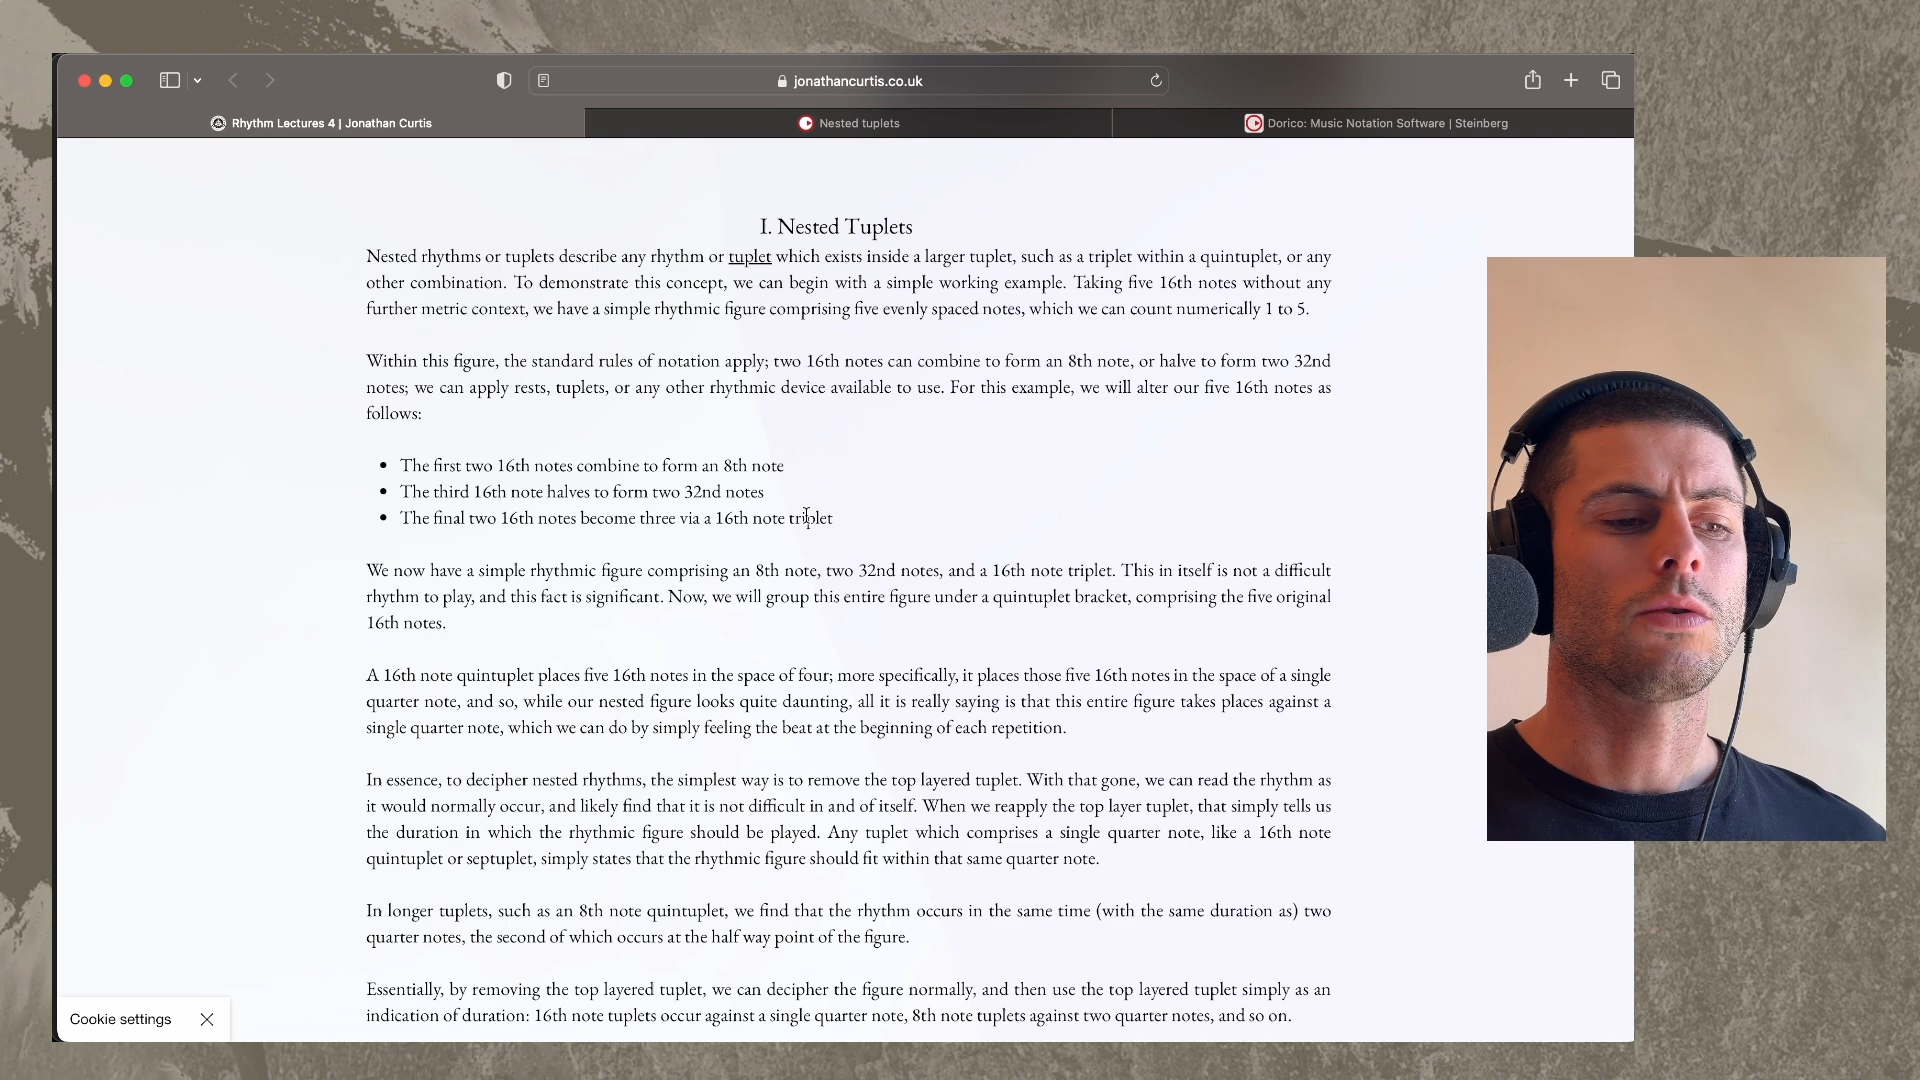 jonathancurtis.co.uk
Rhythm Lectures 4 | Jonathan Curtis
Nested tuplets
Dorico: Music Notation Software | Steinberg
I. Nested Tuplets
Nested rhythms or tuplets describe any rhythm or tuplet which exists inside a larger tuplet, such as a triplet within a quintuplet, or any
other combination. To demonstrate this concept, we can begin with a simple working example. Taking five 16th notes without any
further metric context, we have a simple rhythmic figure comprising five evenly spaced notes, which we can count numerically 1 to 5.
Within this figure, the standard rules of notation apply; two 16th notes can combine to form an 8th note, or halve to form two 32nd
notes; we can apply rests, tuplets, or any other rhythmic device available to use. For this example, we will alter our five 16th notes as
follows:
• The first two 16th notes combine to form an 8th note
• The third 16th note halves to form two 32nd notes
• The final two 16th notes become three via a 16th note triplet
We now have a simple rhythmic figure comprising an 8th note, two 32nd notes, and a 16th note triplet. This in itself is not a difficult
rhythm to play, and this fact is significant. Now, we will group this entire figure under a quintuplet bracket, comprising the five original
16th notes.
A 16th note quintuplet places five 16th notes in the space of four; more specifically, it places those five 16th notes in the space of a single
quarter note, and so, while our nested figure looks quite daunting, all it is really saying is that this entire figure takes places against a
single quarter note, which we can do by simply feeling the beat at the beginning of each repetition.
In essence, to decipher nested rhythms, the simplest way is to remove the top layered tuplet. With that gone, we can read the rhythm as
it would normally occur, and likely find that it is not difficult in and of itself. When we reapply the top layer tuplet, that simply tells us
the duration in which the rhythmic figure should be played. Any tuplet which comprises a single quarter note, like a 16th note
quintuplet or septuplet, simply states that the rhythmic figure should fit within that same quarter note.
In longer tuplets, such as an 8th note quintuplet, we find that the rhythm occurs in the same time (with the same duration as) two
quarter notes, the second of which occurs at the half way point of the figure.
Essentially, by removing the top layered tuplet, we can decipher the figure normally, and then use the top layered tuplet simply as an
indication of duration: 16th note tuplets occur against a single quarter note, 8th note tuplets against two quarter notes, and so on.
Cookie settings